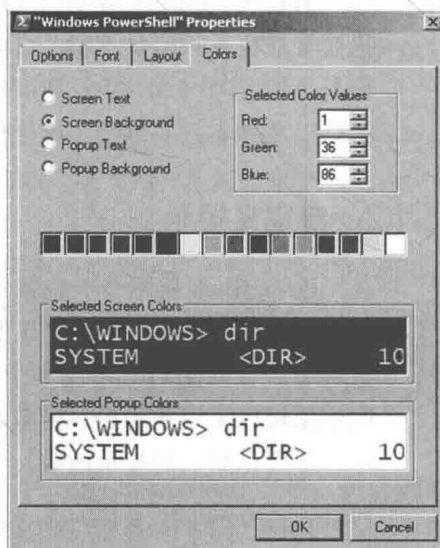 "Windows PowerShell" Properties
Options Font Layout Colors
Screen Text
Screen Background
Popup Text
Popup Background
Selected Color Values
Red: 1
Green: 36
Blue: 86
Selected Screen Colors
C:\WINDOWS> dir
SYSTEM <DIR> 10
Selected Popup Colors
C:\WINDOWS> dir
SYSTEM <DIR> 10
OK Cancel